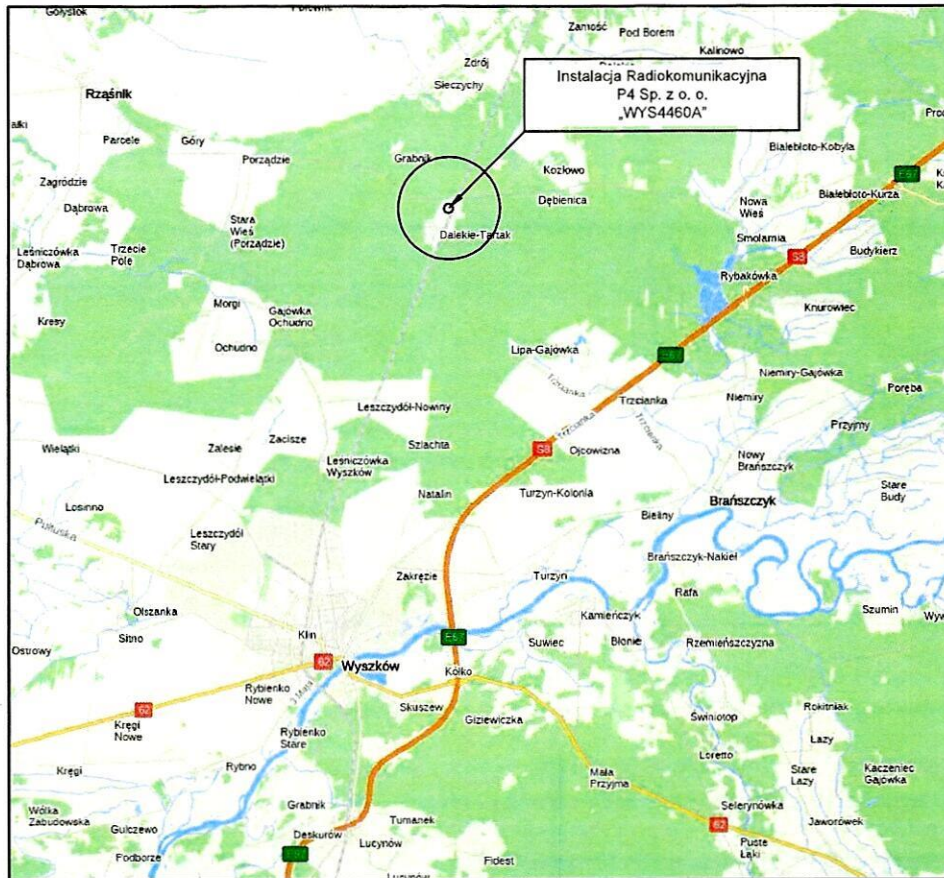 Gołystok
Zamość
Pod Borem
Kalinowo
Zdrój
Sieczychy
Instalacja Radiokomunikacyjna
P4 Sp. z o. o.
„WYS4460A"
Rząśnik
Parcele
Góry
Porządzie
Grabnik
Kozłowo
Białebłoto-Kobyla
E67
Zagródzie
Dąbrowa
Dębienica
Białebłoto-Kurza
Nowa
Wieś
Stara
Wieś
(Porządzie)
Dalekie-Tartak
Smolarnia
Leśniczówka
Dąbrowa
Trzecie
Pole
S8
Budykierz
Rybakówka
Morgi
Gajówka
Ochudno
Knurowiec
Kresy
Ochudno
Lipa-Gajówka
Trzcianka
Niemiry-Gajówka
Poręba
Leszczydół-Nowiny
Trzcianka
Niemiry
Trzcianka
Trzcianka
Przyjmy
Zacisze
Szlachta
Wielątki
Zalesie
S8
Ojcowizna
Leśniczówka
Wyszków
Nowy
Brańszczyk
Leszczydół-Podwielątki
Stare
Budy
Natalin
Turzyn-Kolonia
Brańszczyk
Losinno
Bieliny
Pułtuska
Leszczydół
Stary
Brańszczyk-Nakieł
Zakręzie
Turzyn
Rafa
Olszanka
Kamieńczyk
Szumin
Sitno
Klin
E67
Suwiec
Błonie
Rzemieńszczyzna
Ostrowy
62
Wyszków
Kółko
Rybienko
Nowe
3 Maja
Skuszew
Giziewiczka
62
Kręgi
Nowe
Świniotop
Rokitniak
Rybienko
Stare
Lazy
Loretto
Kręgi
Rybno
Mała
Przyjma
Stare
Lazy
Kaczeniec
Gajówka
Wólka
Zabudowska
Grabnik
Selerynówka
Gulczewo
Tumanek
62
Jaworówek
Deskurów
Lucynów
Puste
Łąki
Podborze
Fidest